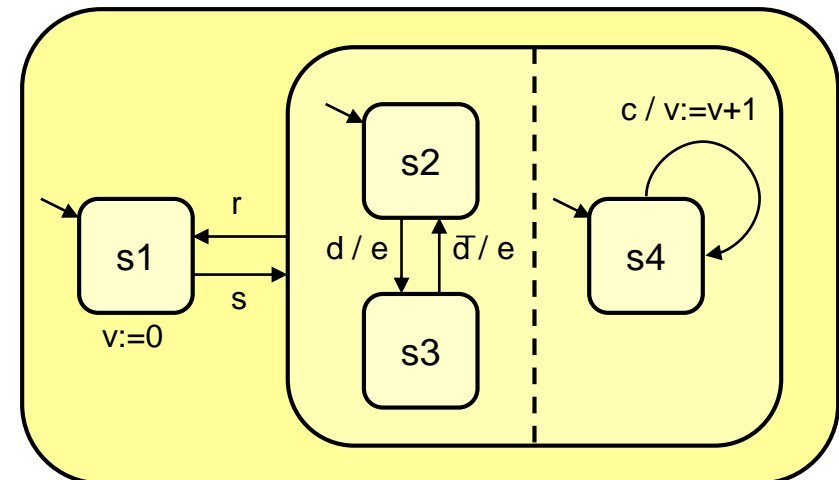 c / v:=v+1
s2
r
s1
d / e
d̅ / e
s4
s
v:=0
s3